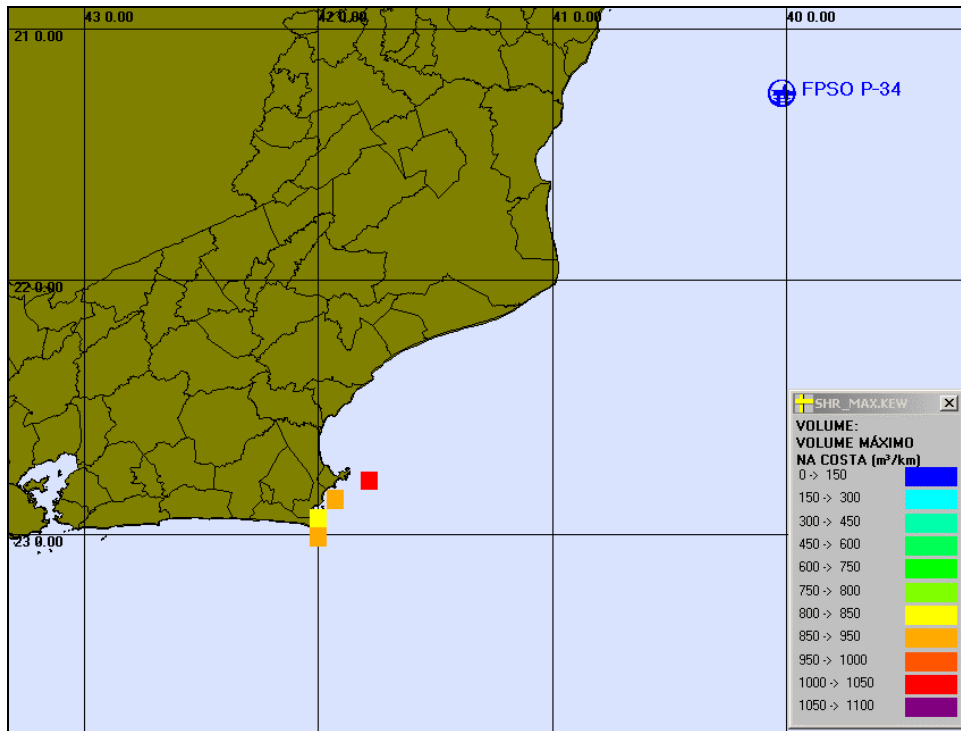 43 0.00
42 0.00
41 0.00
40 0.00
21 0.00
FPSO P-34
22 0.00
23 0.00
SHR_MAX.KEW
VOLUME:
VOLUME MÁXIMO
NA COSTA (m³/km)
0 -> 150
150 -> 300
300 -> 450
450 -> 600
600 -> 750
750 -> 800
800 -> 850
850 -> 950
950 -> 1000
1000 -> 1050
1050 -> 1100